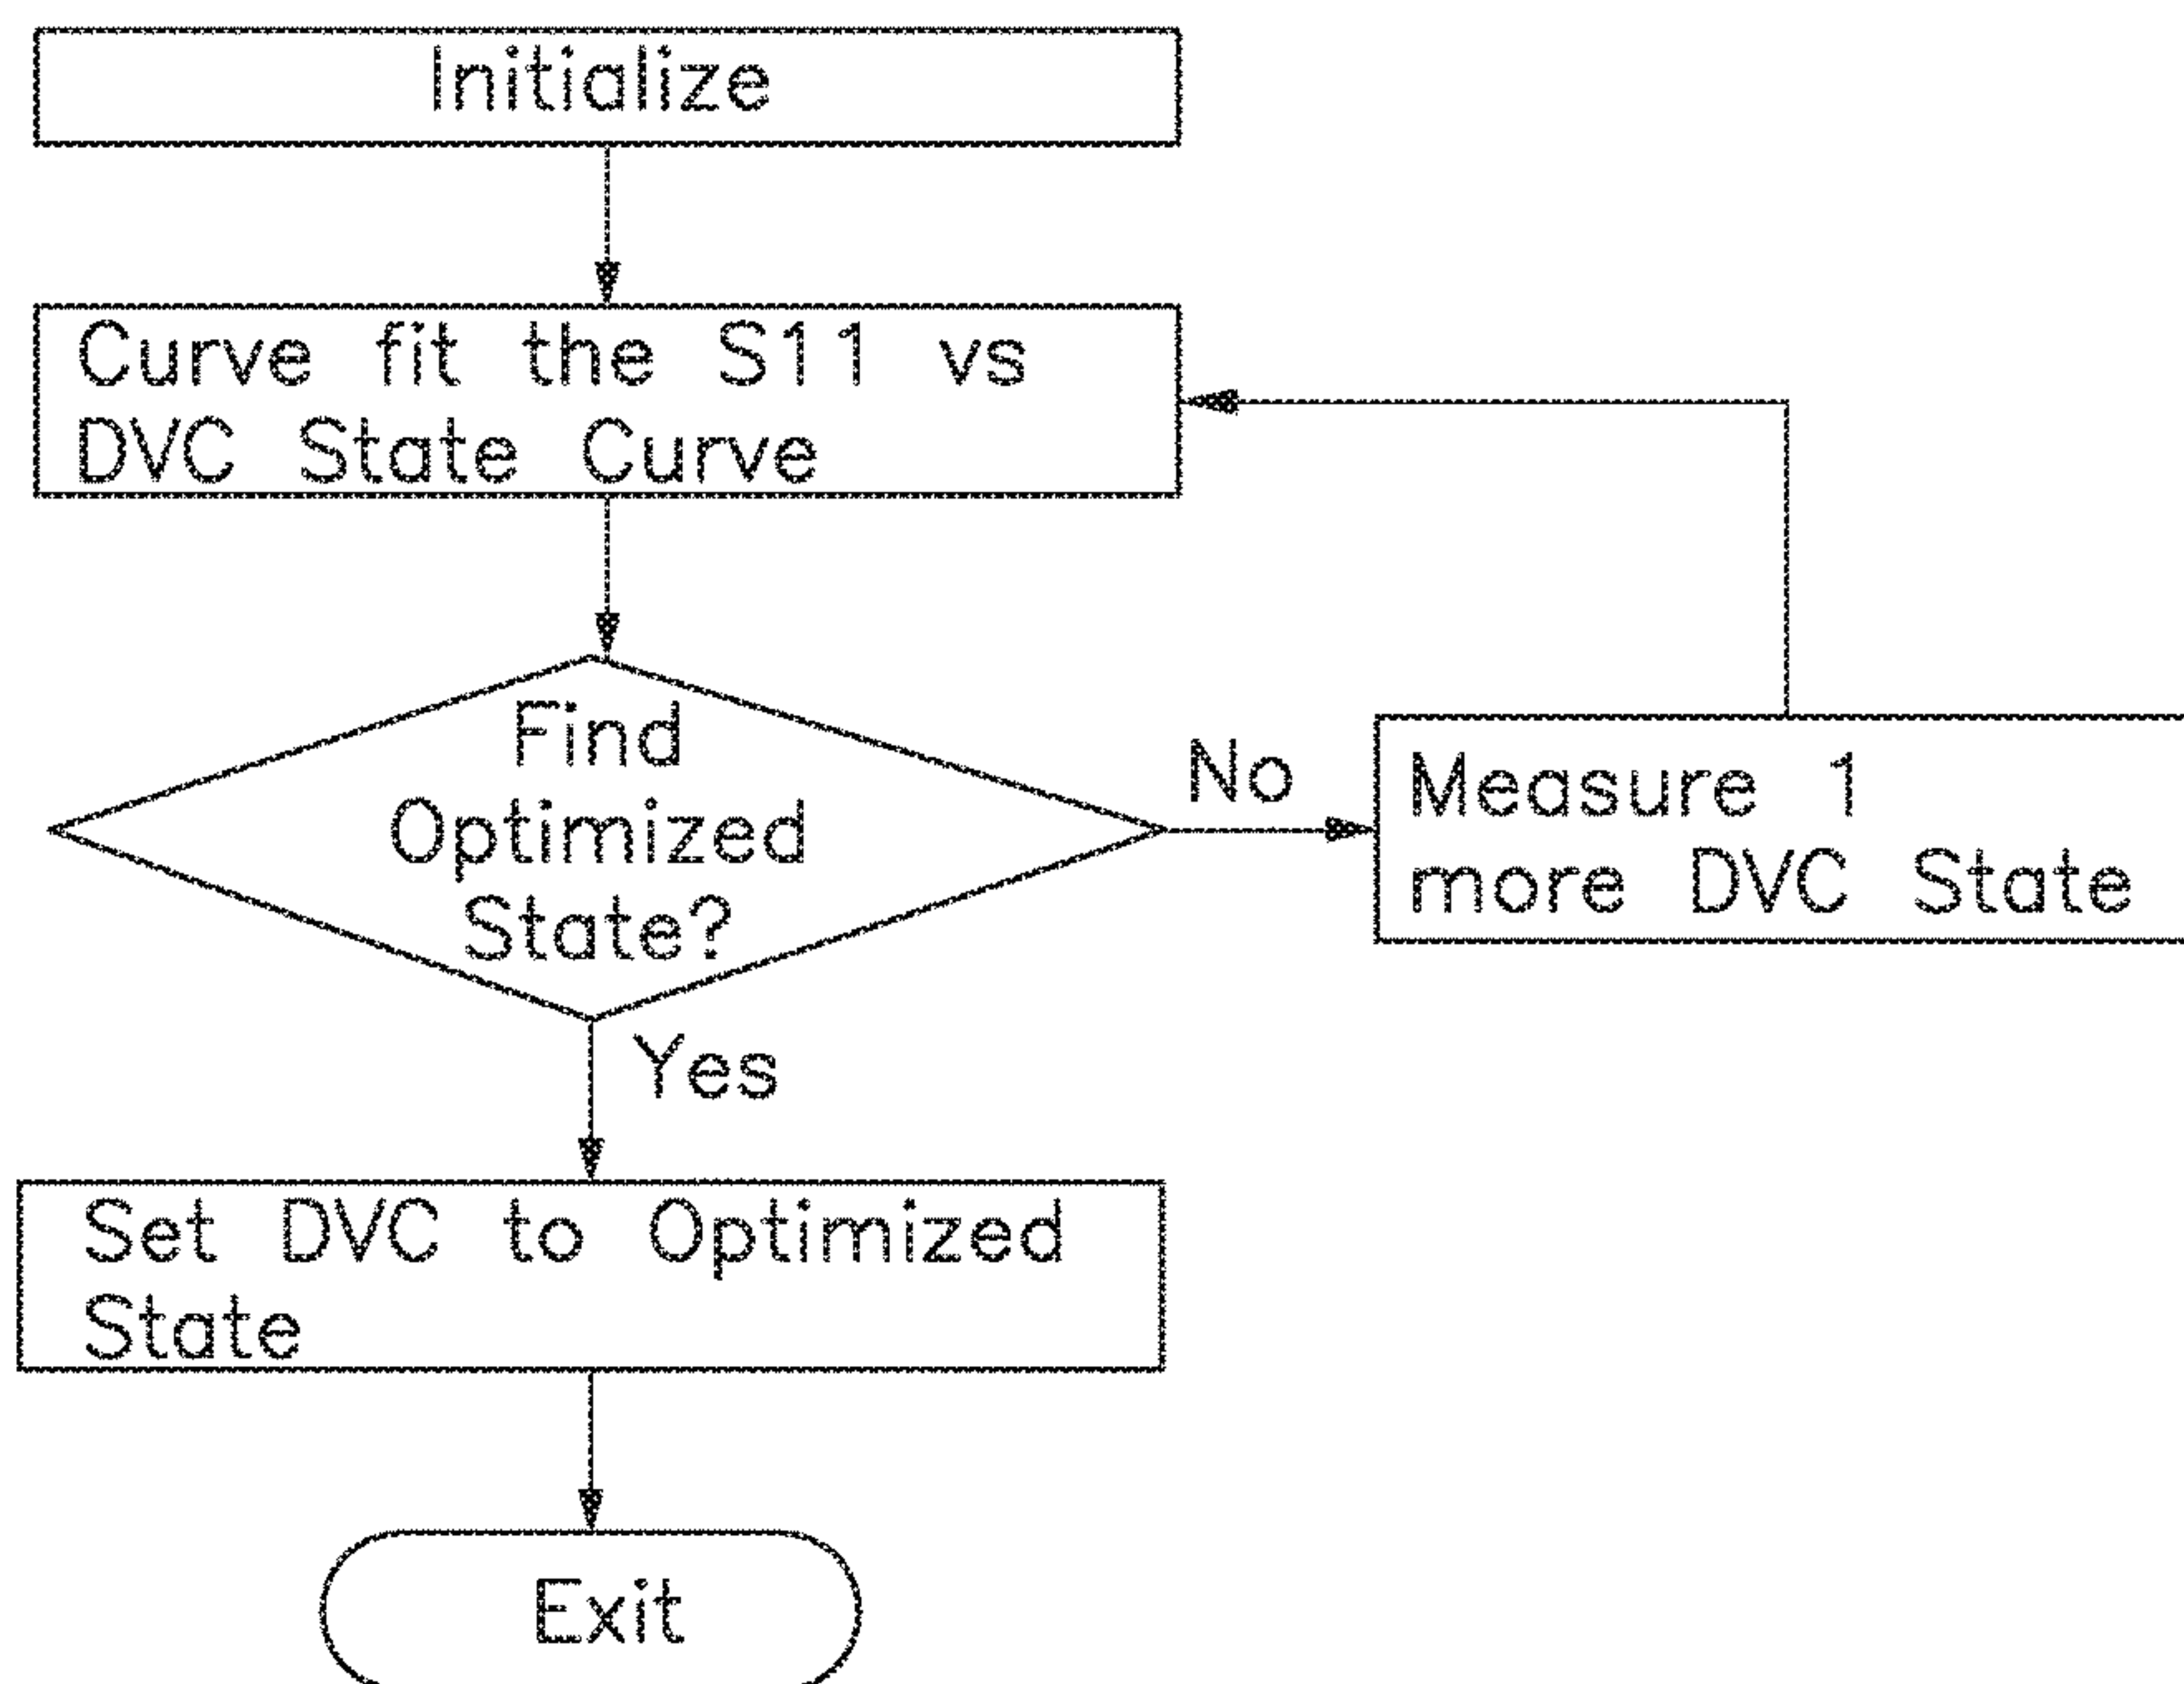 Initialize
Curve fit the S11 vs
DVC State Curve
Find
Optimized
State?
No
Measure 1
more DVC State
Yes
Set DVC to Optimized
State
Exit